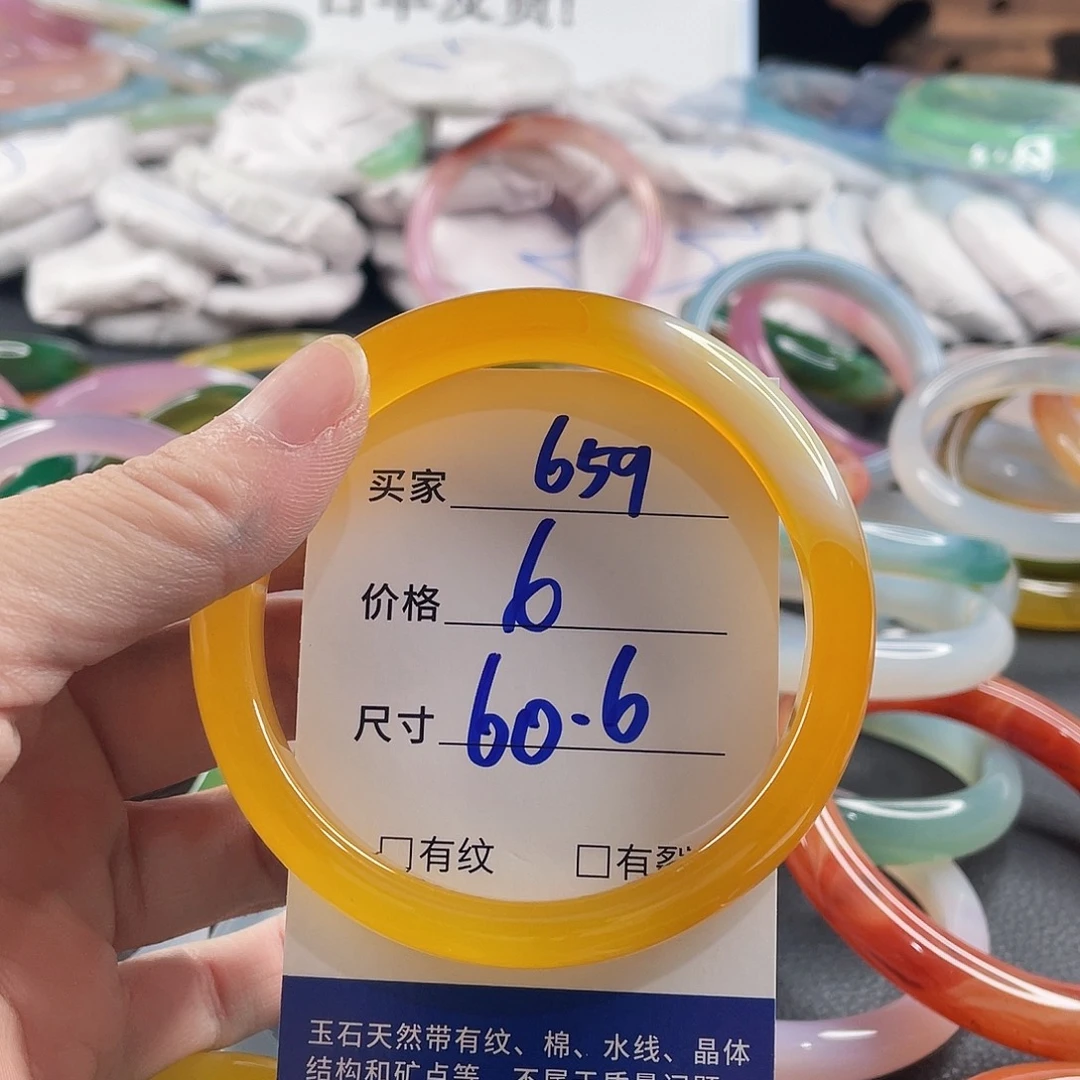 买家 659
价格 6
尺寸 60.6
□有纹 □有裂
玉石天然带有纹、棉、水线、晶体
结构和矿点等